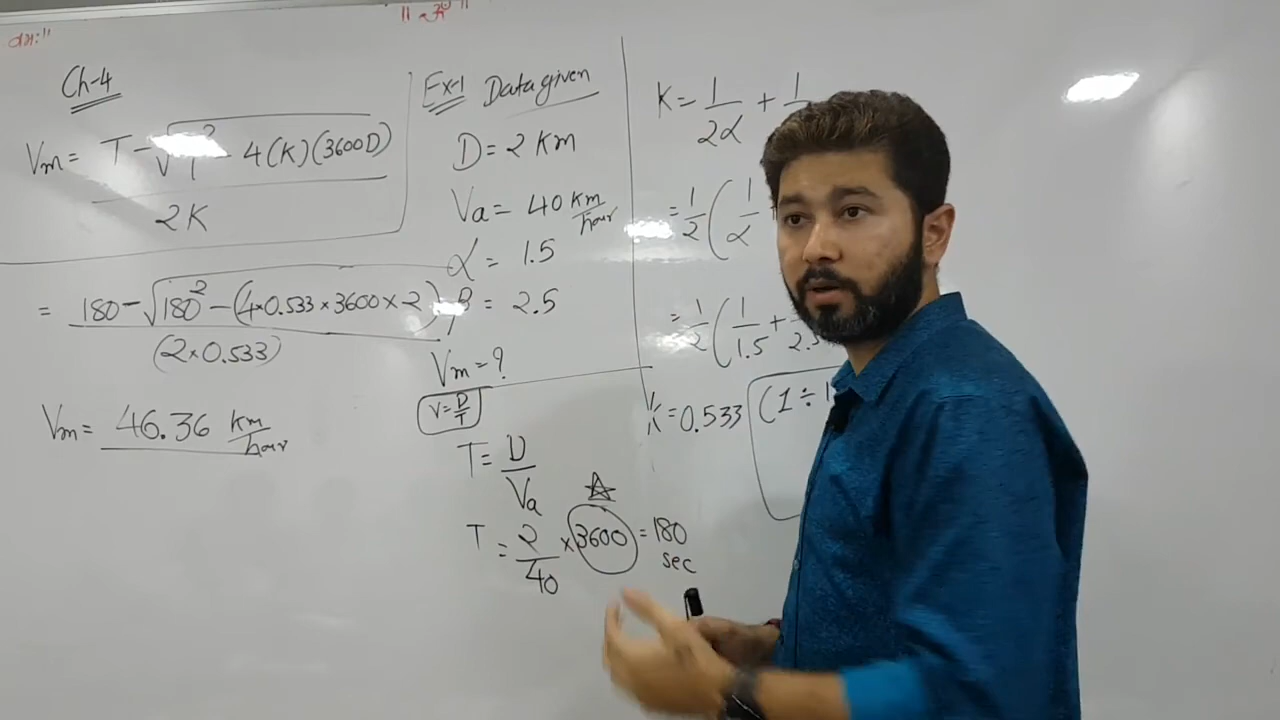 Ch-4
Vm = T - √T² - 4(K)(3600D)
2K
= 180 - √180² - (4×0.533×3600×2)
(2×0.533)
Vm = 46.36 km/hour
Ex-1 Data given
D = 2 Km
Va = 40 km/hour
α = 1.5
β = 2.5
Vm = ?
V = D/T
T = D/Va
T = 2/40 × 3600 = 180
sec
K = 1/2α + 1
= 1/2 ( 1/α +
= 1/2 ( 1/1.5 + 1/2.5
K = 0.533 (1 ÷ 1